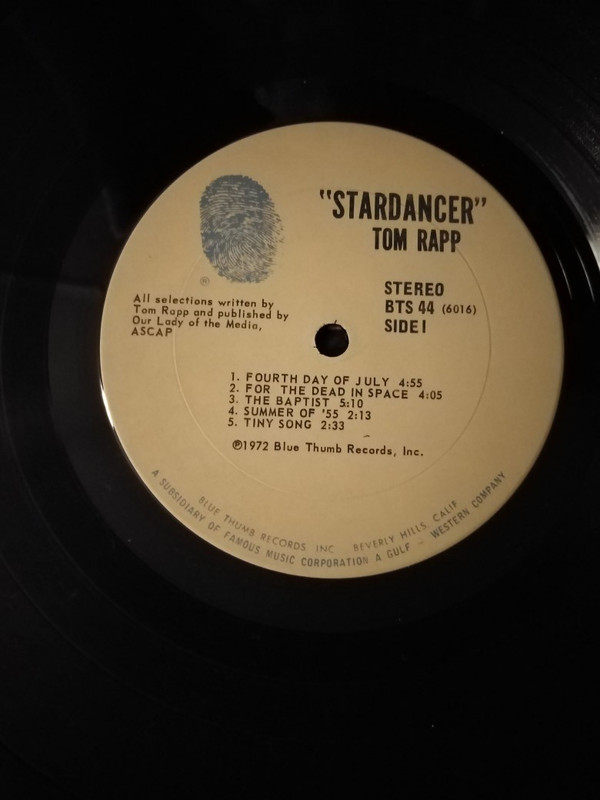 "STARDANCER"
TOM RAPP
®
STEREO
BTS 44 (6016)
SIDE I
All selections written by
Tom Rapp and published by
Our Lady of the Media,
ASCAP
1. FOURTH DAY OF JULY 4:55
2. FOR THE DEAD IN SPACE 4:05
3. THE BAPTIST 5:10
4. SUMMER OF '55 2:13
5. TINY SONG 2:33
℗1972 Blue Thumb Records, Inc.
BLUE THUMB RECORDS INC BEVERLY HILLS, CALIF
A SUBSIDIARY OF FAMOUS MUSIC CORPORATION A GULF - WESTERN COMPANY